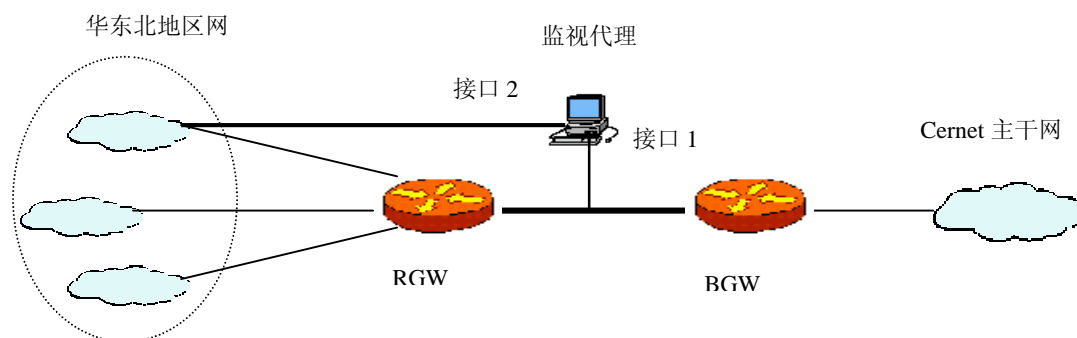 华东北地区网
监视代理
接口 2
接口 1
Cernet 主干网
RGW
BGW